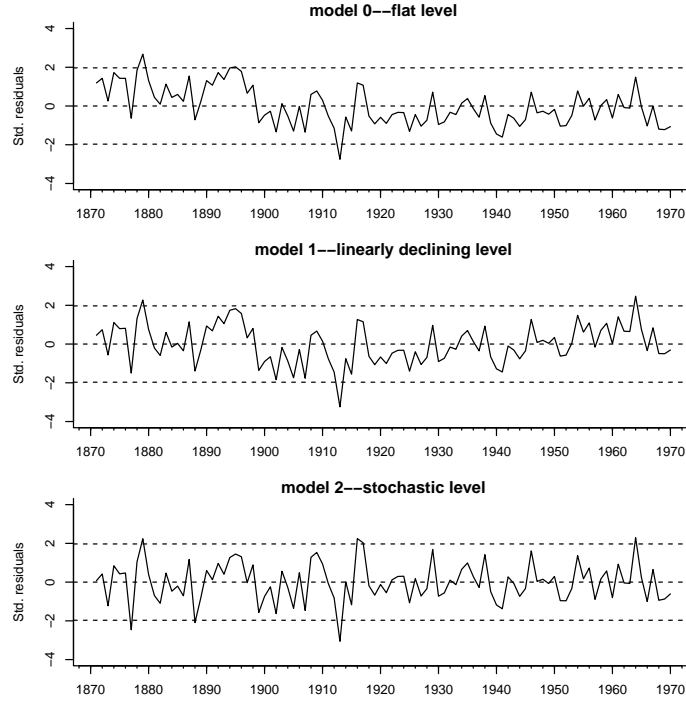 model 0−−flat level
Std. residuals
4
2
0
−2
−4
1870 1880 1890 1900 1910 1920 1930 1940 1950 1960 1970
model 1−−linearly declining level
Std. residuals
4
2
0
−2
−4
1870 1880 1890 1900 1910 1920 1930 1940 1950 1960 1970
model 2−−stochastic level
Std. residuals
4
2
0
−2
−4
1870 1880 1890 1900 1910 1920 1930 1940 1950 1960 1970